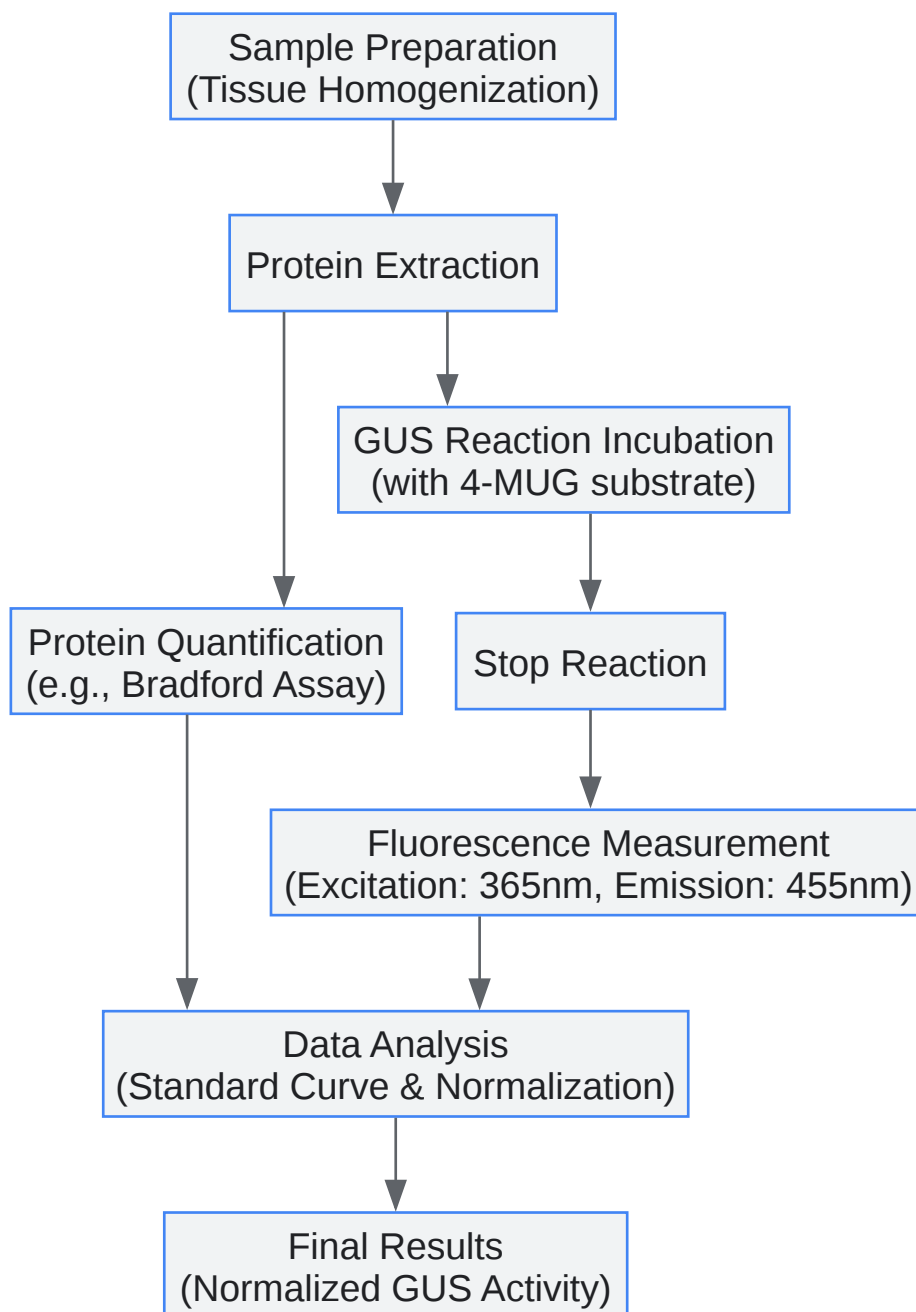 Sample Preparation
(Tissue Homogenization)
Protein Extraction
GUS Reaction Incubation
(with 4-MUG substrate)
Protein Quantification
(e.g., Bradford Assay)
Stop Reaction
Fluorescence Measurement
(Excitation: 365nm, Emission: 455nm)
Data Analysis
(Standard Curve & Normalization)
Final Results
(Normalized GUS Activity)